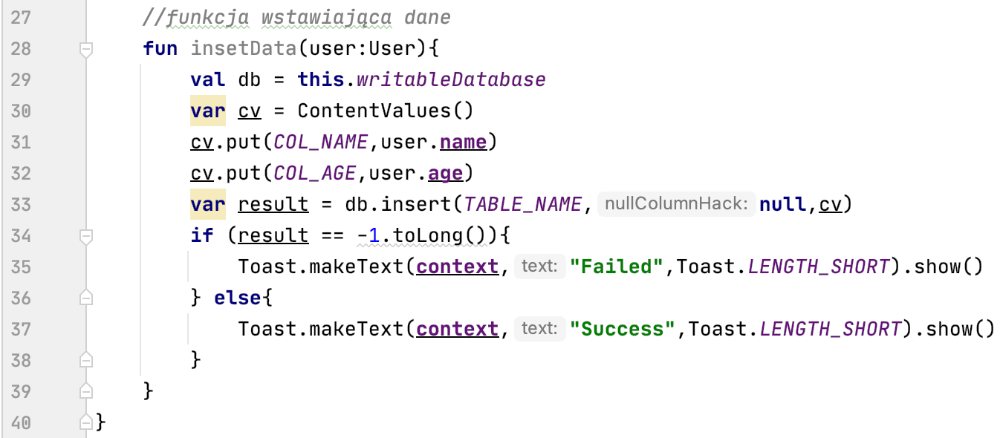 27 //funkcja wstawiająca dane
28 fun insetData(user:User){
29 val db = this.writableDatabase
30 var cv = ContentValues()
31 cv.put(COL_NAME,user.name)
32 cv.put(COL_AGE,user.age)
33 var result = db.insert(TABLE_NAME, nullColumnHack: null,cv)
34 if (result == -1.toLong()){
35 Toast.makeText(context, text: "Failed",Toast.LENGTH_SHORT).show()
36 } else{
37 Toast.makeText(context, text: "Success",Toast.LENGTH_SHORT).show()
38 }
39 }
40 }